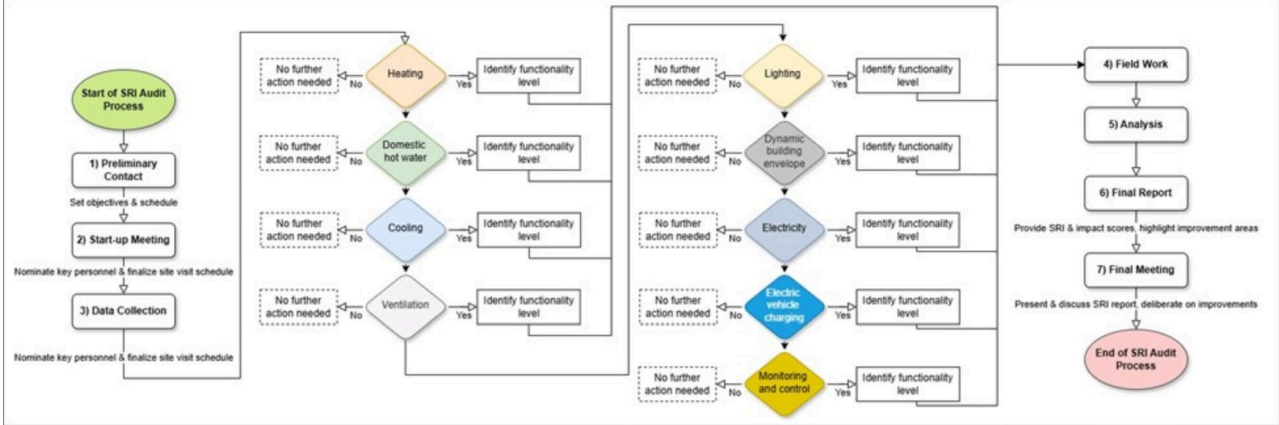 Start of SRI Audit
Process
1) Preliminary
Contact
Set objectives & schedule
2) Start-up Meeting
Nominate key personnel & finalize site visit schedule
3) Data Collection
Nominate key personnel & finalize site visit schedule
No further
action needed
No
Heating
Yes
Identify functionality
level
No further
action needed
No
Domestic
hot water
Yes
Identify functionality
level
No further
action needed
No
Cooling
Yes
Identify functionality
level
No further
action needed
No
Ventilation
Yes
Identify functionality
level
No further
action needed
No
Lighting
Yes
Identify functionality
level
No further
action needed
No
Dynamic
building
envelope
Yes
Identify functionality
level
No further
action needed
No
Electricity
Yes
Identify functionality
level
No further
action needed
No
Electric
vehicle
charging
Yes
Identify functionality
level
No further
action needed
No
Monitoring
and control
Yes
Identify functionality
level
4) Field Work
5) Analysis
6) Final Report
Provide SRI & impact scores, highlight improvement areas
7) Final Meeting
Present & discuss SRI report, deliberate on improvements
End of SRI Audit
Process